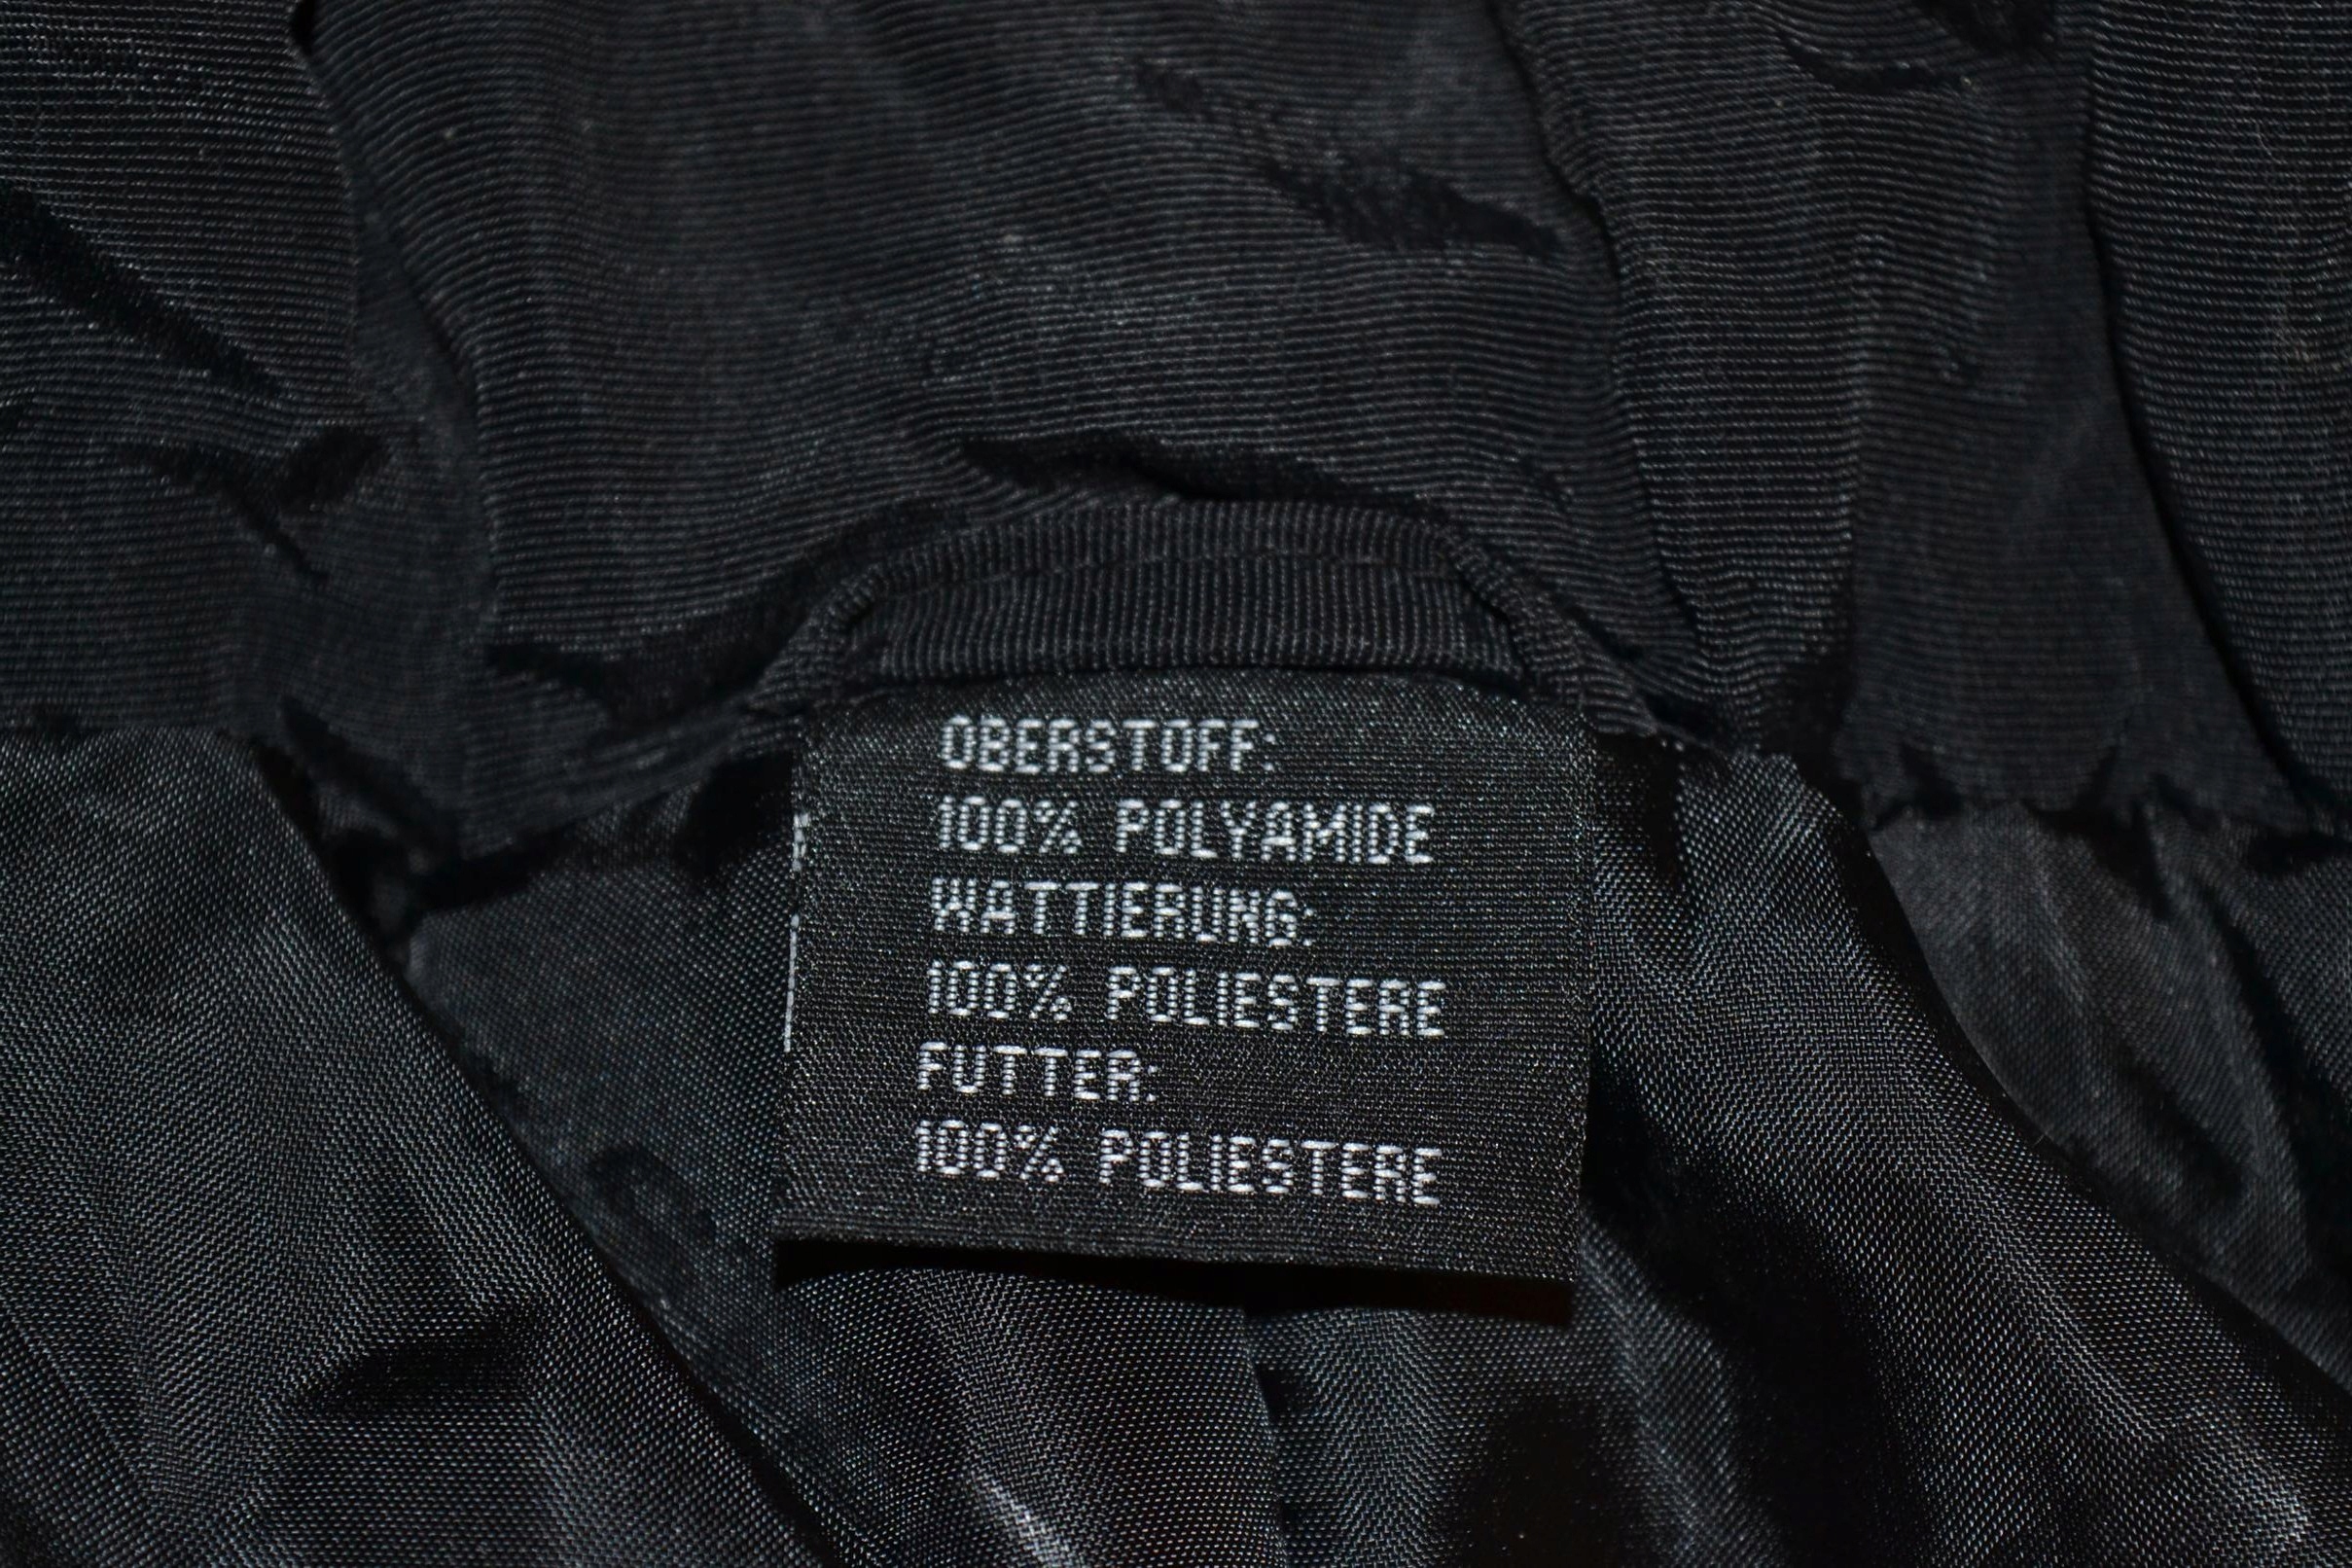 OBERSTOFF:
100% POLYAMIDE
WATTIERUNG:
100% POLIESTERE
FUTTER:
100% POLIESTERE